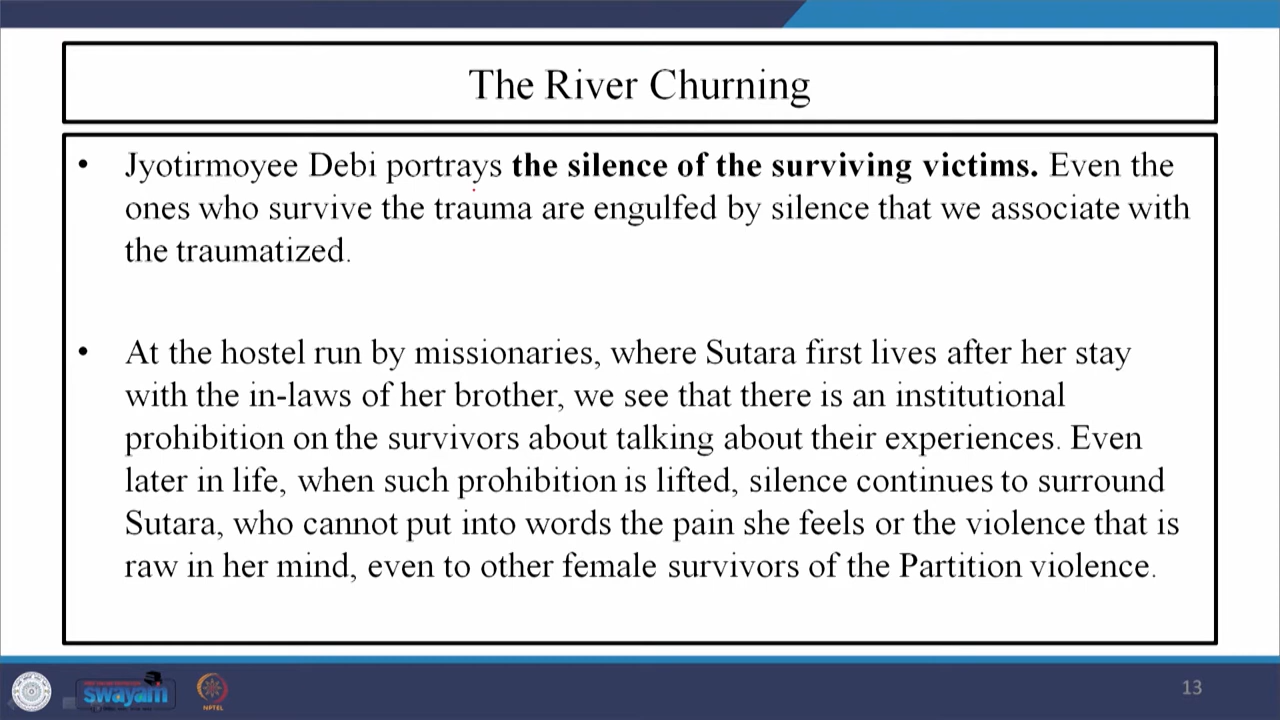 The River Churning
• Jyotirmoyee Debi portrays the silence of the surviving victims. Even the
ones who survive the trauma are engulfed by silence that we associate with
the traumatized.
• At the hostel run by missionaries, where Sutara first lives after her stay
with the in-laws of her brother, we see that there is an institutional
prohibition on the survivors about talking about their experiences. Even
later in life, when such prohibition is lifted, silence continues to surround
Sutara, who cannot put into words the pain she feels or the violence that is
raw in her mind, even to other female survivors of the Partition violence.
swayam
NPTEL
13